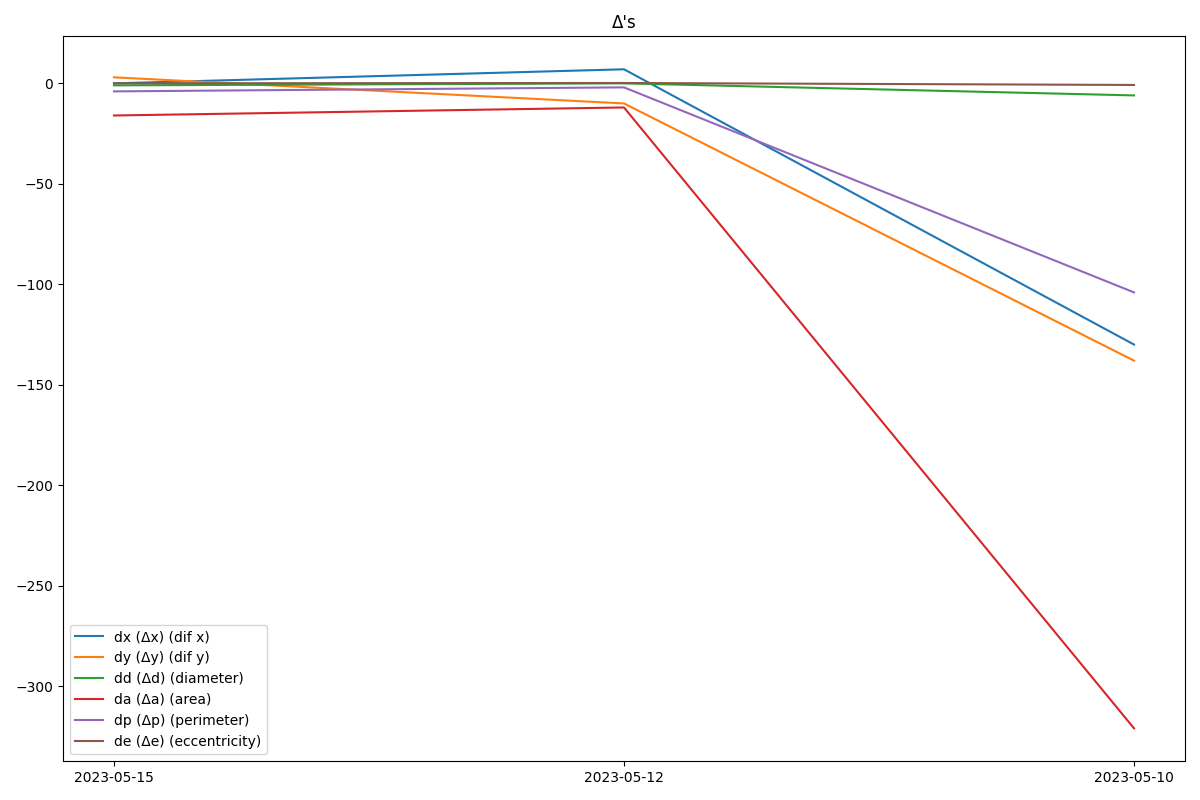 Δ's
0
−50
−100
−150
−200
−250
−300
dx (Δx) (dif x)
dy (Δy) (dif y)
dd (Δd) (diameter)
da (Δa) (area)
dp (Δp) (perimeter)
de (Δe) (eccentricity)
2023-05-15
2023-05-12
2023-05-10